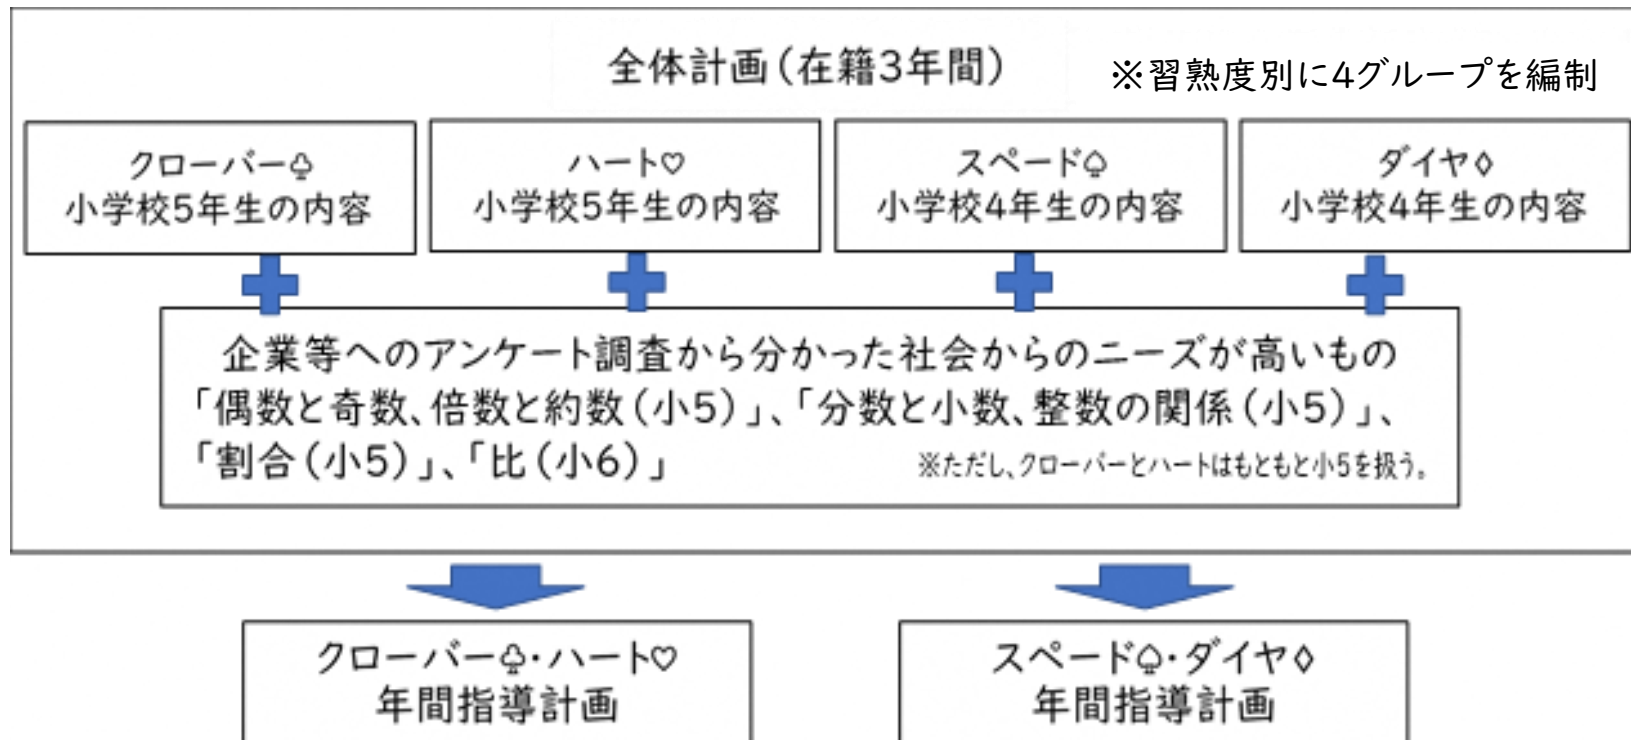 全体計画(在籍3年間)
※習熟度別に4グループを編制
クローバー♧
小学校5年生の内容
ハート♡
小学校5年生の内容
スペード♤
小学校4年生の内容
ダイヤ♢
小学校4年生の内容
企業等へのアンケート調査から分かった社会からのニーズが高いもの
「偶数と奇数、倍数と約数(小5)」、「分数と小数、整数の関係(小5)」、
「割合(小5)」、「比(小6)」
※ただし、クローバーとハートはもともと小5を扱う。
クローバー♧・ハート♡
年間指導計画
スペード♤・ダイヤ♢
年間指導計画